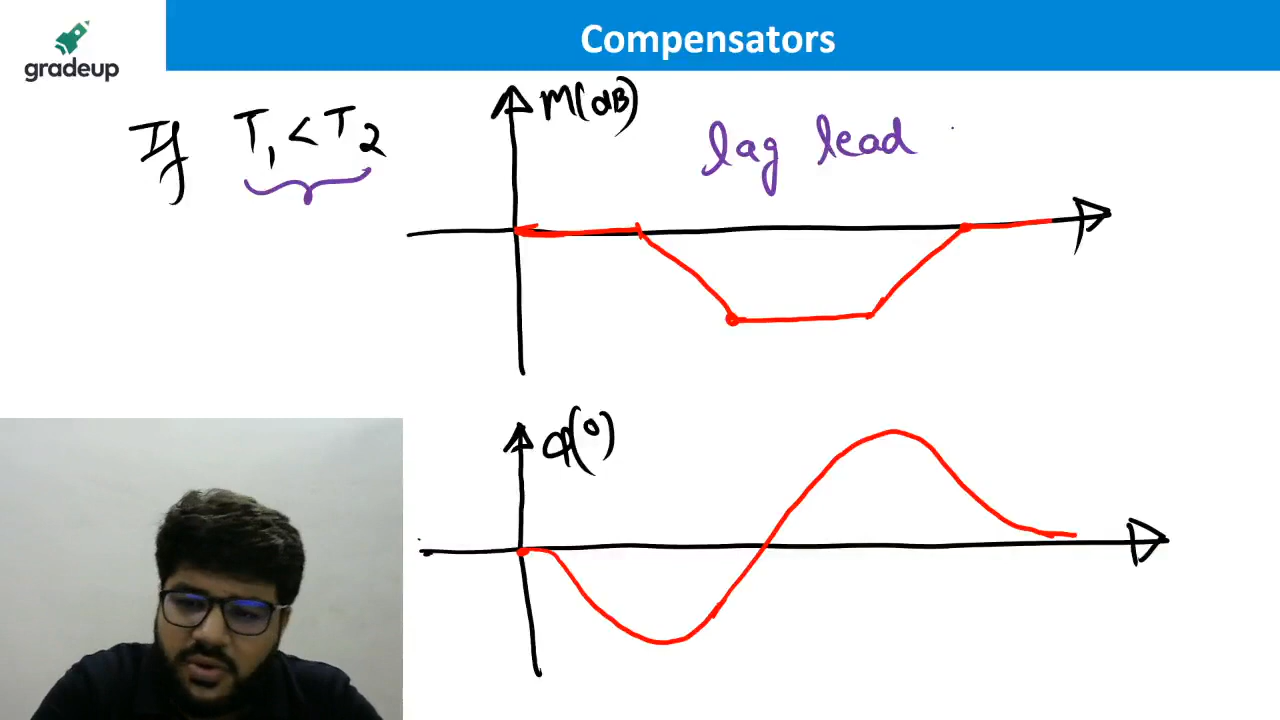 Compensators
gradeup
If T₁ < T₂
M(dB)
lag lead
φ(°)